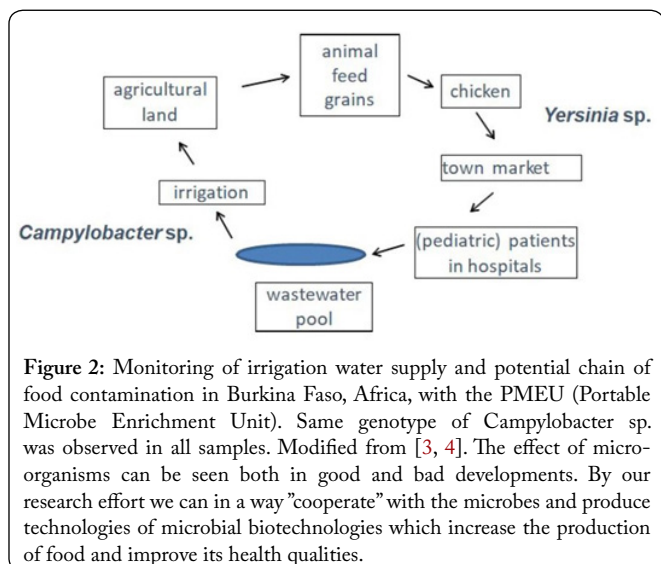 animal
feed
grains
agricultural
land
chicken
Yersinia sp.
town market
irrigation
Campylobacter sp.
(pediatric) patients
in hospitals
wastewater
pool
Figure 2: Monitoring of irrigation water supply and potential chain of
food contamination in Burkina Faso, Africa, with the PMEU (Portable
Microbe Enrichment Unit). Same genotype of Campylobacter sp.
was observed in all samples. Modified from [3, 4]. The effect of micro-
organisms can be seen both in good and bad developments. By our
research effort we can in a way ”cooperate” with the microbes and produce
technologies of microbial biotechnologies which increase the production
of food and improve its health qualities.